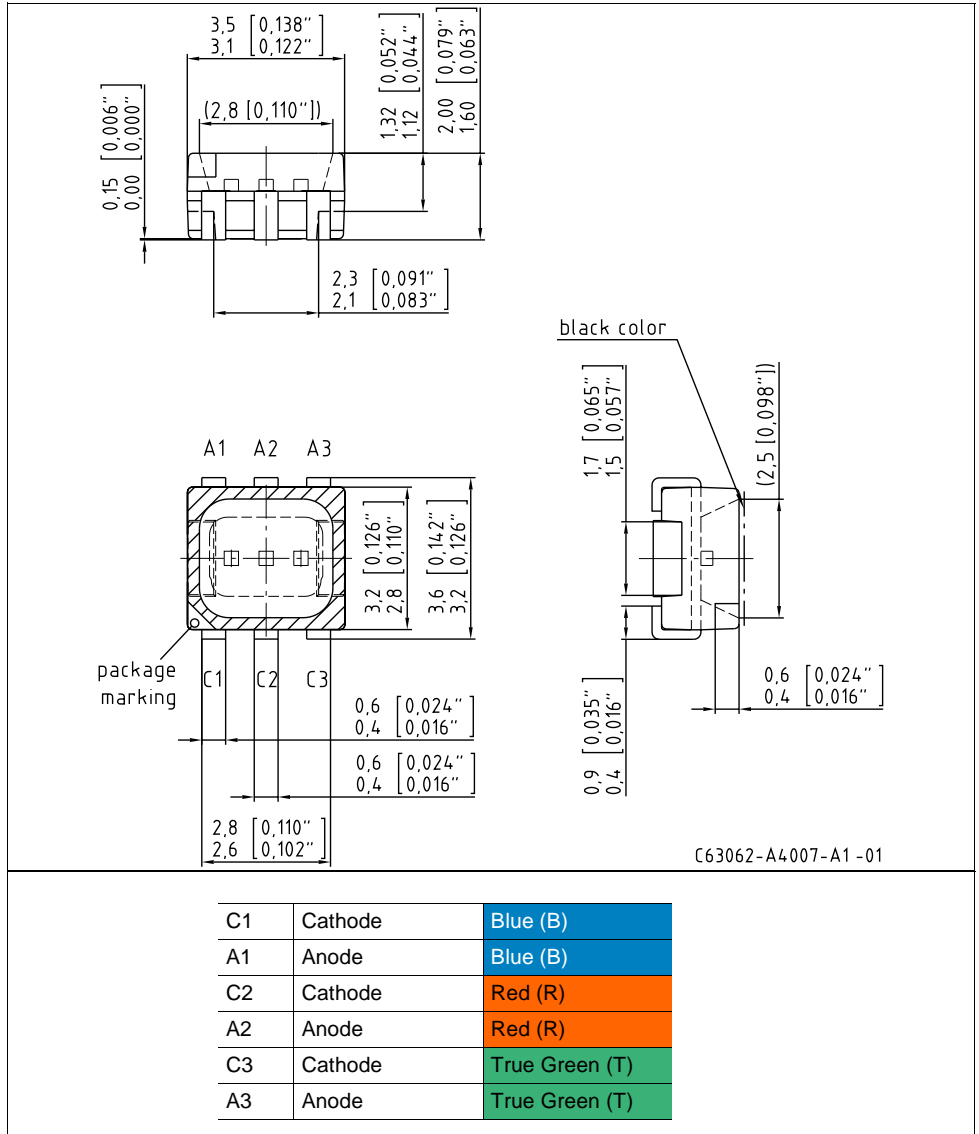 3,5 [0,138"]
3,1 [0,122"]
1,32 [0,052"]
1,12 [0,044"]
2,00 [0,079"]
1,60 [0,063"]
0,15 [0,006"]
0,00 [0,000"]
(2,8 [0,110"])
2,3 [0,091"]
2,1 [0,083"]
black color
A1 A2 A3
3,2 [0,126"]
2,8 [0,110"]
3,6 [0,142"]
3,2 [0,126"]
1,7 [0,065"]
1,5 [0,057"]
(2,5 [0,098"])
package
marking
C1 C2 C3
0,6 [0,024"]
0,4 [0,016"]
0,6 [0,024"]
0,4 [0,016"]
2,8 [0,110"]
2,6 [0,102"]
0,9 [0,035"]
0,4 [0,016"]
0,6 [0,024"]
0,4 [0,016"]
C63062-A4007-A1-01
C1 Cathode Blue (B)
A1 Anode Blue (B)
C2 Cathode Red (R)
A2 Anode Red (R)
C3 Cathode True Green (T)
A3 Anode True Green (T)